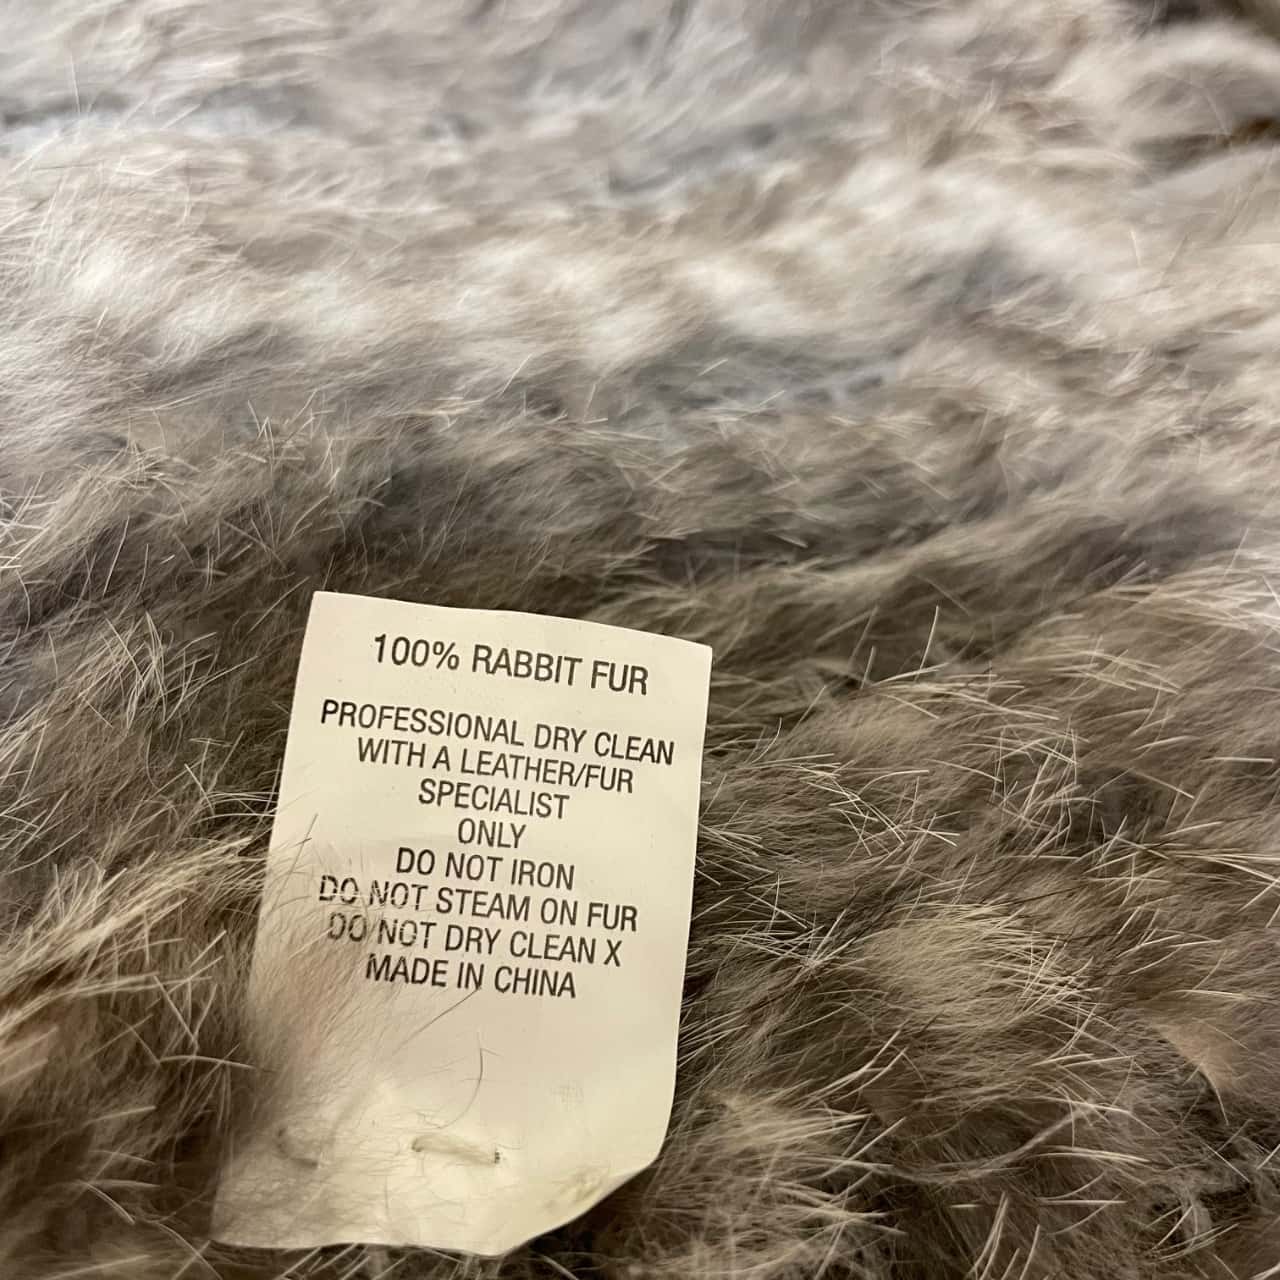 100% RABBIT FUR
PROFESSIONAL DRY CLEAN
WITH A LEATHER/FUR
SPECIALIST
ONLY
DO NOT IRON
DO NOT STEAM ON FUR
DO NOT DRY CLEAN X
MADE IN CHINA